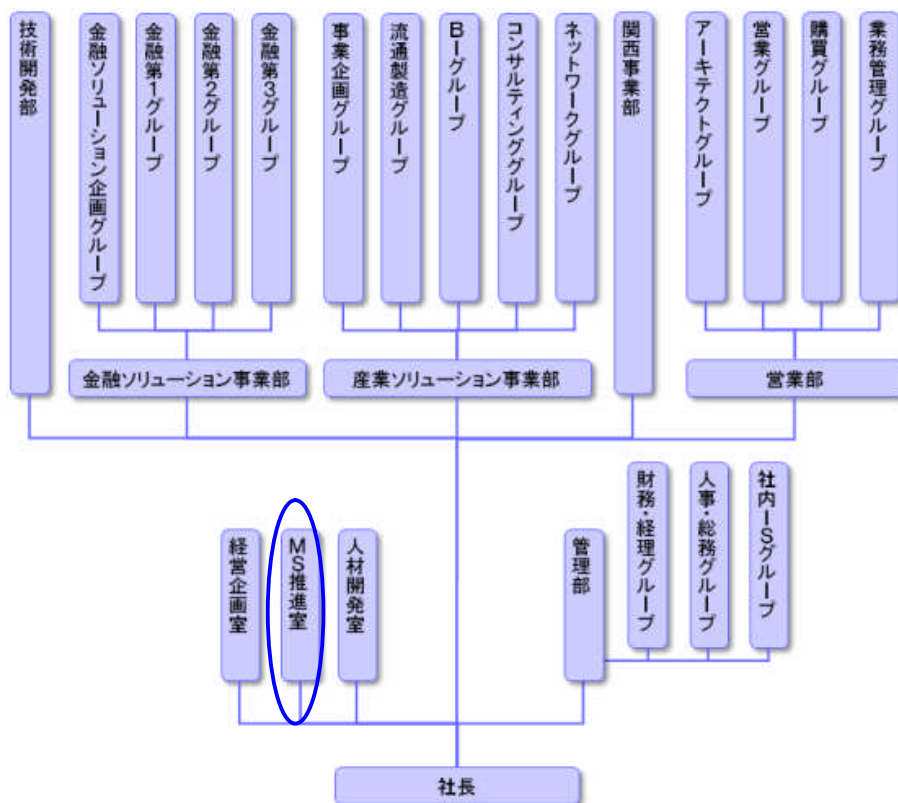 技術開発部
金融ソリューション企画グループ
金融第1グループ
金融第2グループ
金融第3グループ
事業企画グループ
流通製造グループ
BIグループ
コンサルティンググループ
ネットワークグループ
関西事業部
アーキテクトグループ
営業グループ
購買グループ
業務管理グループ
金融ソリューション事業部
産業ソリューション事業部
営業部
経営企画室
MS推進室
人材開発室
管理部
財務・経理グループ
人事・総務グループ
社内ISグループ
社長